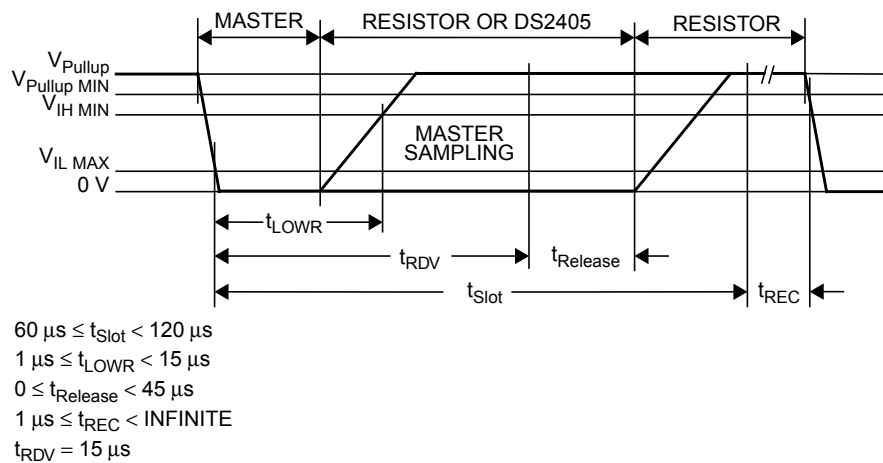 MASTER RESISTOR OR DS2405 RESISTOR
VPullup
VPullup MIN
VIH MIN
MASTER
SAMPLING
VIL MAX
0 V
tLOWR
tRDV tRelease
tSlot tREC
60 μs ≤ tSlot < 120 μs
1 μs ≤ tLOWR < 15 μs
0 ≤ tRelease < 45 μs
1 μs ≤ tREC < INFINITE
tRDV = 15 μs